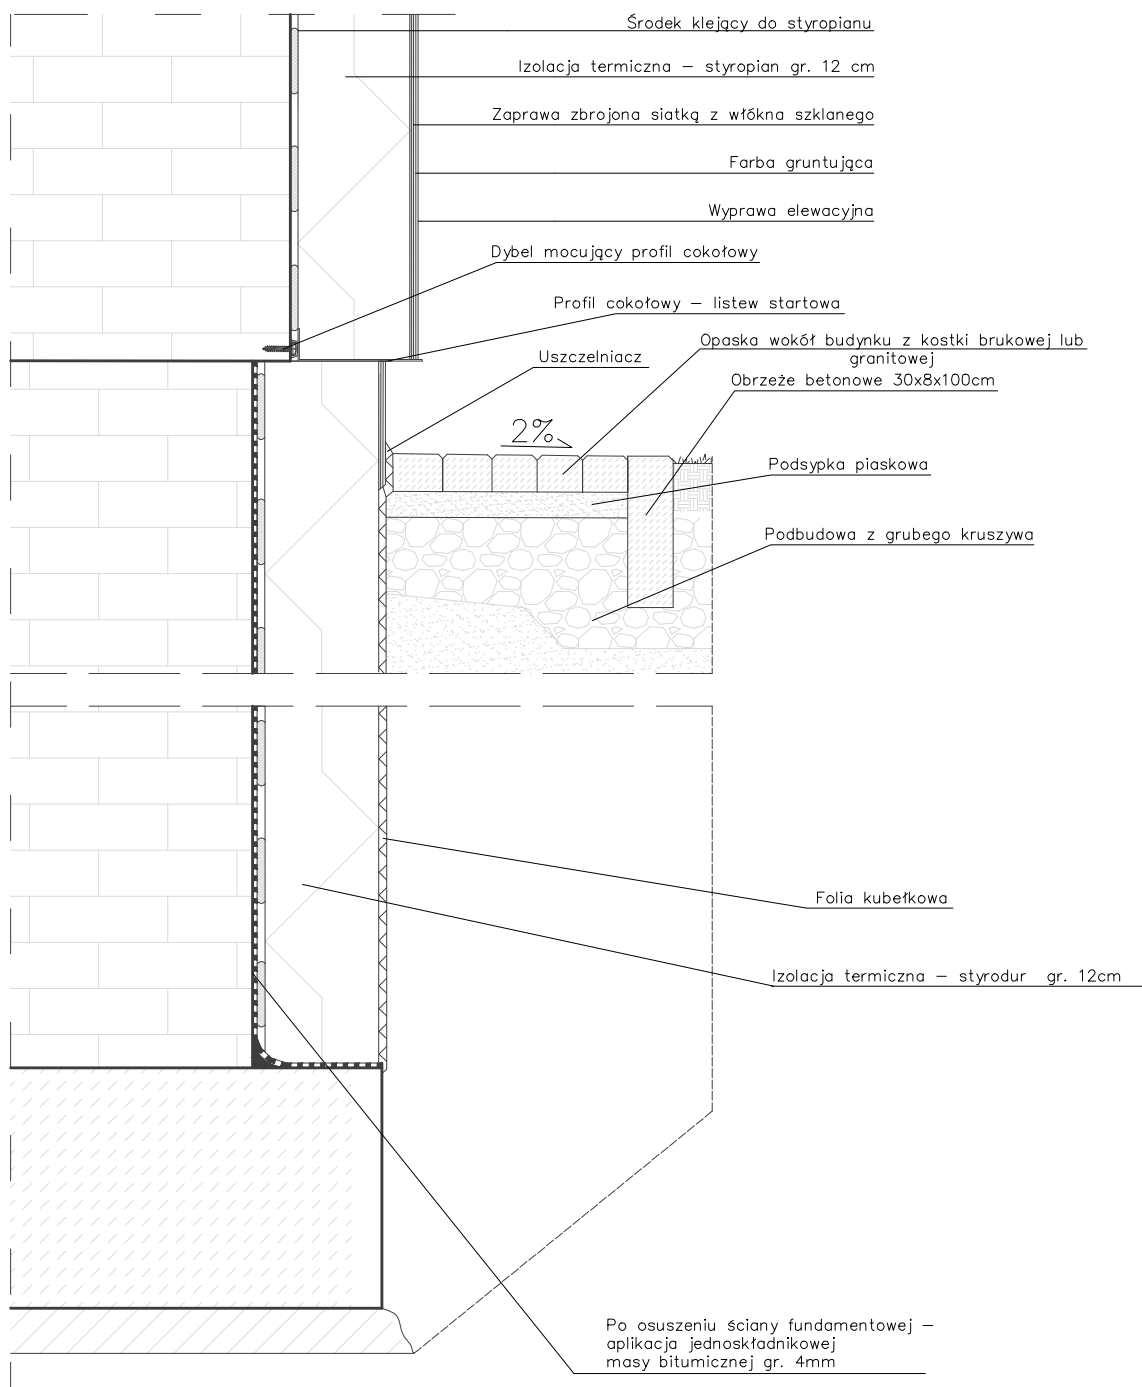 Środek klejący do styropianu
Izolacja termiczna – styropian gr. 12 cm
Zaprawa zbrojona siatką z włókna szklanego
Farba gruntująca
Wyprawa elewacyjna
Dybel mocujący profil cokołowy
Profil cokołowy – listew startowa
Opaska wokół budynku z kostki brukowej lub
granitowej
Uszczelniacz
Obrzeże betonowe 30x8x100cm
2%
Podsypka piaskowa
Podbudowa z grubego kruszywa
Folia kubełkowa
Izolacja termiczna – styrodur gr. 12cm
Po osuszeniu ściany fundamentowej –
aplikacja jednoskładnikowej
masy bitumicznej gr. 4mm